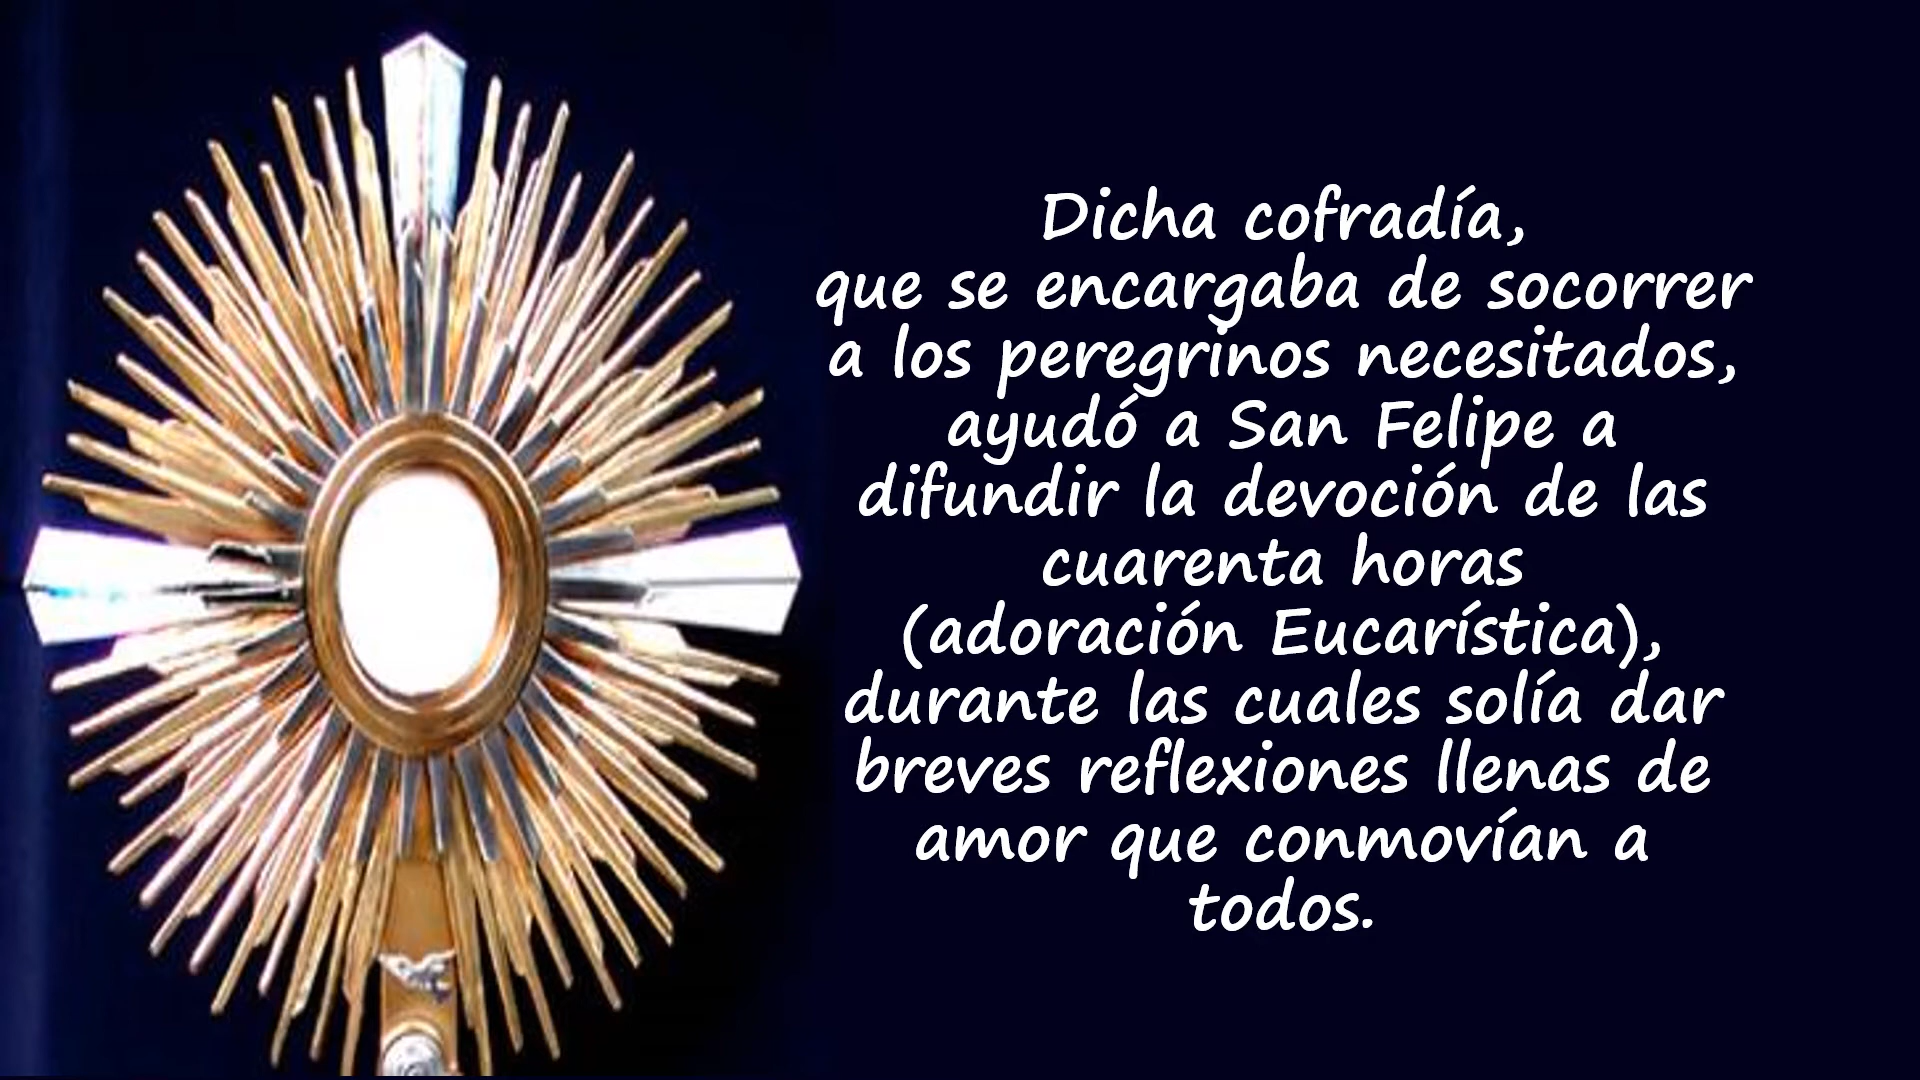 Dicha cofradía,
que se encargaba de socorrer
a los peregrinos necesitados,
ayudó a San Felipe a
difundir la devoción de las
cuarenta horas
(adoración Eucarística),
durante las cuales solía dar
breves reflexiones llenas de
amor que conmovían a
todos.